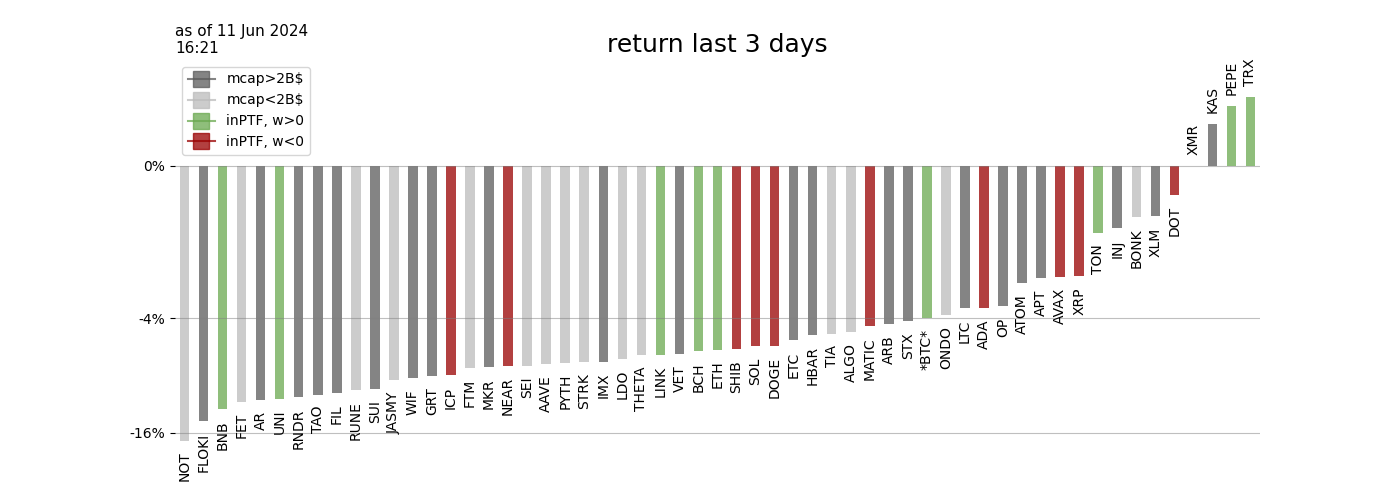 as of 11 Jun 2024
16:21
return last 3 days
mcap>2B$
mcap<2B$
inPTF, w>0
inPTF, w<0
0%
-4%
-16%
NOT
FLOKI
BNB
FET
AR
UNI
RNDR
TAO
FIL
RUNE
SUI
JASMY
WIF
GRT
ICP
FTM
MKR
NEAR
SEI
AAVE
PYTH
STRK
IMX
LDO
THETA
LINK
VET
BCH
ETH
SHIB
SOL
DOGE
ETC
HBAR
TIA
ALGO
MATIC
ARB
STX
*BTC*
ONDO
LTC
ADA
OP
ATOM
APT
AVAX
XRP
TON
INJ
BONK
XLM
DOT
XMR
KAS
PEPE
TRX